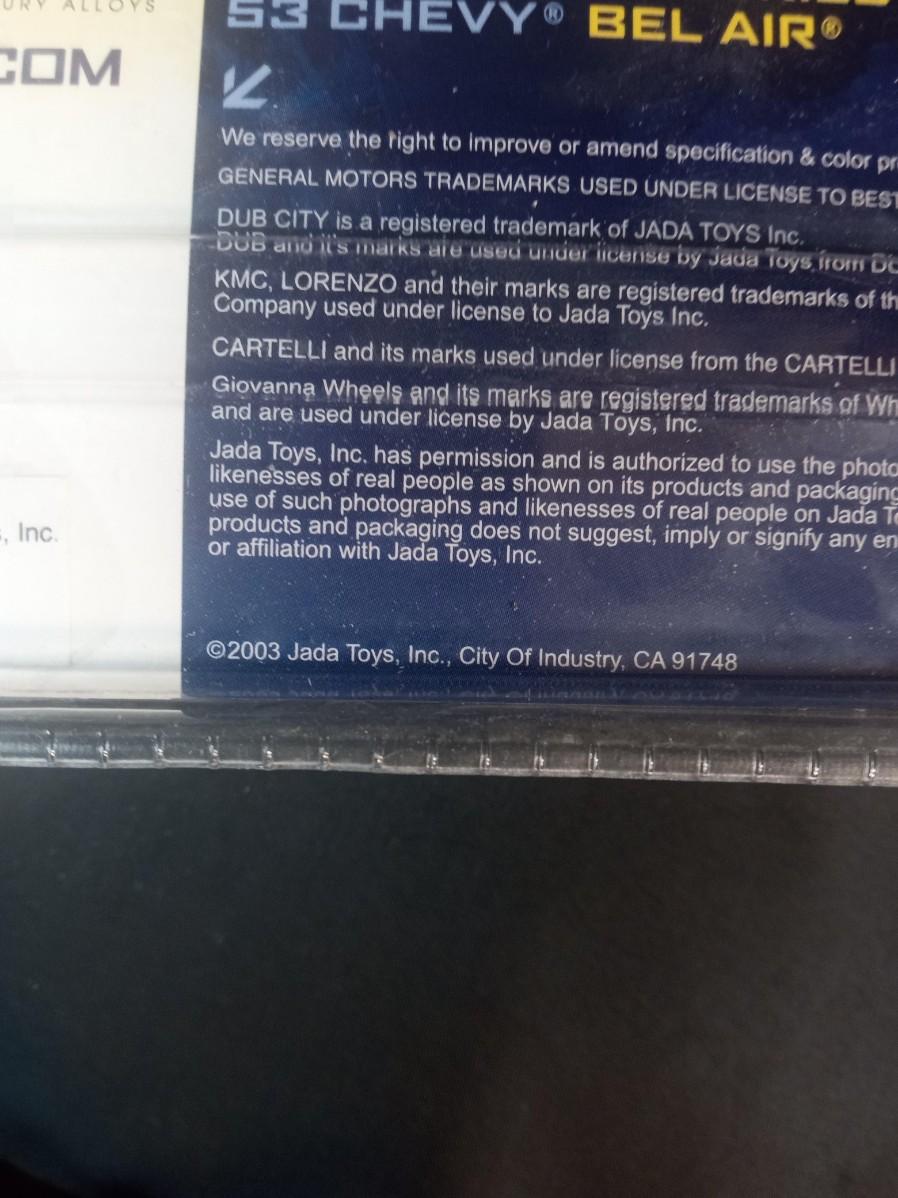 URY ALLOYS
COM
53 CHEVY® BEL AIR®
We reserve the right to improve or amend specification & color pr
GENERAL MOTORS TRADEMARKS USED UNDER LICENSE TO BEST
DUB CITY is a registered trademark of JADA TOYS Inc.
DUB and it's marks are used under license by Jada Toys from DU
KMC, LORENZO and their marks are registered trademarks of th
Company used under license to Jada Toys Inc.
CARTELLI and its marks used under license from the CARTELLI
Giovanna Wheels and its marks are registered trademarks of Wh
and are used under license by Jada Toys, Inc.
Jada Toys, Inc. has permission and is authorized to use the photo
likenesses of real people as shown on its products and packaging
use of such photographs and likenesses of real people on Jada To
products and packaging does not suggest, imply or signify any en
or affiliation with Jada Toys, Inc.
, Inc.
©2003 Jada Toys, Inc., City Of Industry, CA 91748